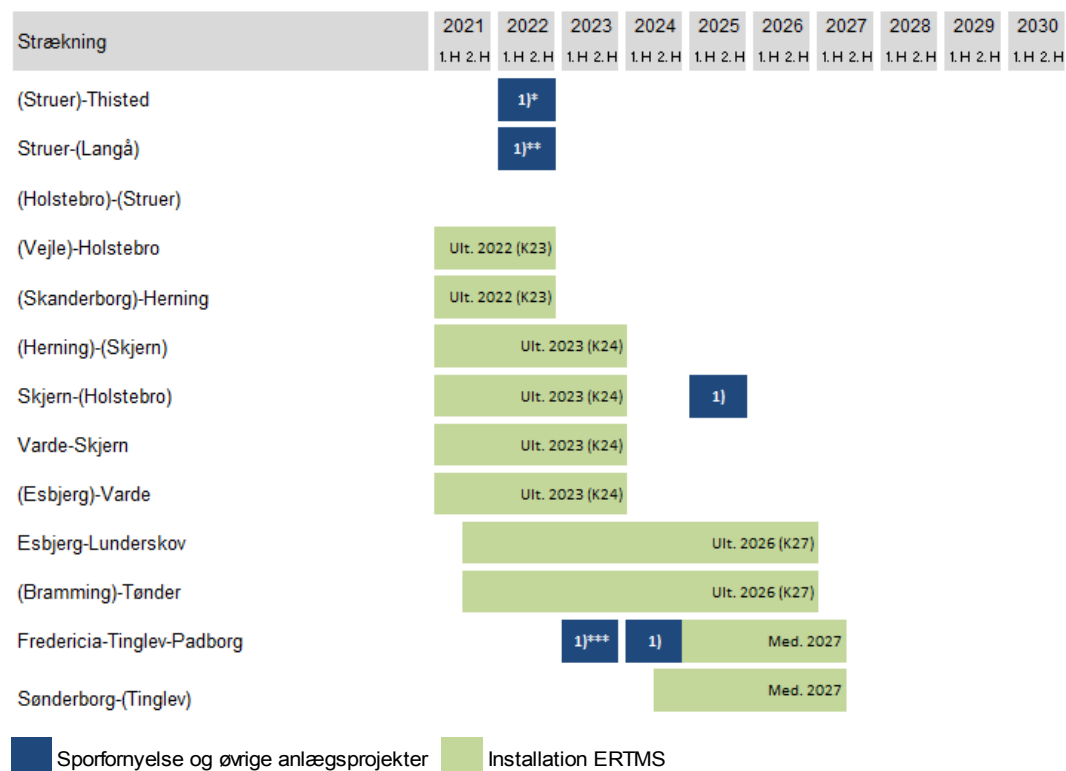 Strækning 2021 2022 2023 2024 2025 2026 2027 2028 2029 2030
1. H 2. H 1. H 2. H 1. H 2. H 1. H 2. H 1. H 2. H 1. H 2. H 1. H 2. H 1. H 2. H 1. H 2. H 1. H 2. H
(Struer)-Thisted 1)*
Struer-(Langå) 1)**
(Holstebro)-(Struer)
(Vejle)-Holstebro Ult. 2022 (K23)
(Skanderborg)-Herning Ult. 2022 (K23)
(Herning)-(Skjern) Ult. 2023 (K24)
Skjern-(Holstebro) Ult. 2023 (K24) 1)
Varde-Skjern Ult. 2023 (K24)
(Esbjerg)-Varde Ult. 2023 (K24)
Esbjerg-Lunderskov Ult. 2026 (K27)
(Bramming)-Tønder Ult. 2026 (K27)
Fredericia-Tinglev-Padborg 1)*** 1) Med. 2027
Sønderborg-(Tinglev) Med. 2027
Sporfornyelse og øvrige anlægsprojekter Installation ERTMS